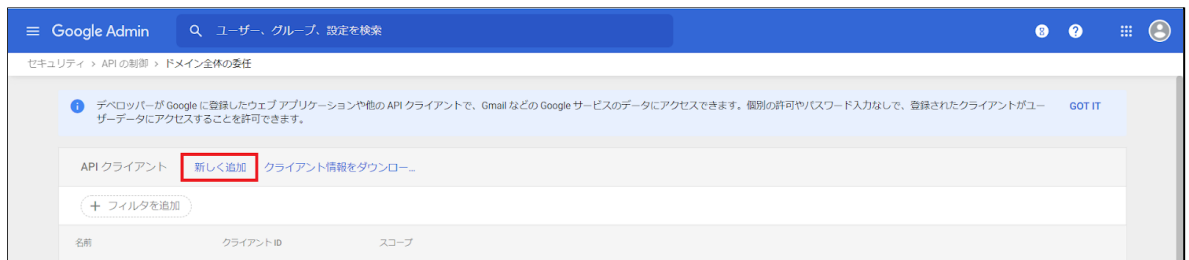 Google Admin
ユーザー、グループ、設定を検索
セキュリティ > API の制御 > ドメイン全体の委任
デベロッパーが Google に登録したウェブ アプリケーションや他の API クライアントで、Gmail などの Google サービスのデータにアクセスできます。個別の許可やパスワード入力なしで、登録されたクライアントがユー
ザーデータにアクセスすることを許可できます。
GOT IT
API クライアント 新しく追加 クライアント情報をダウンロー...
+ フィルタを追加
名前 クライアント ID スコープ